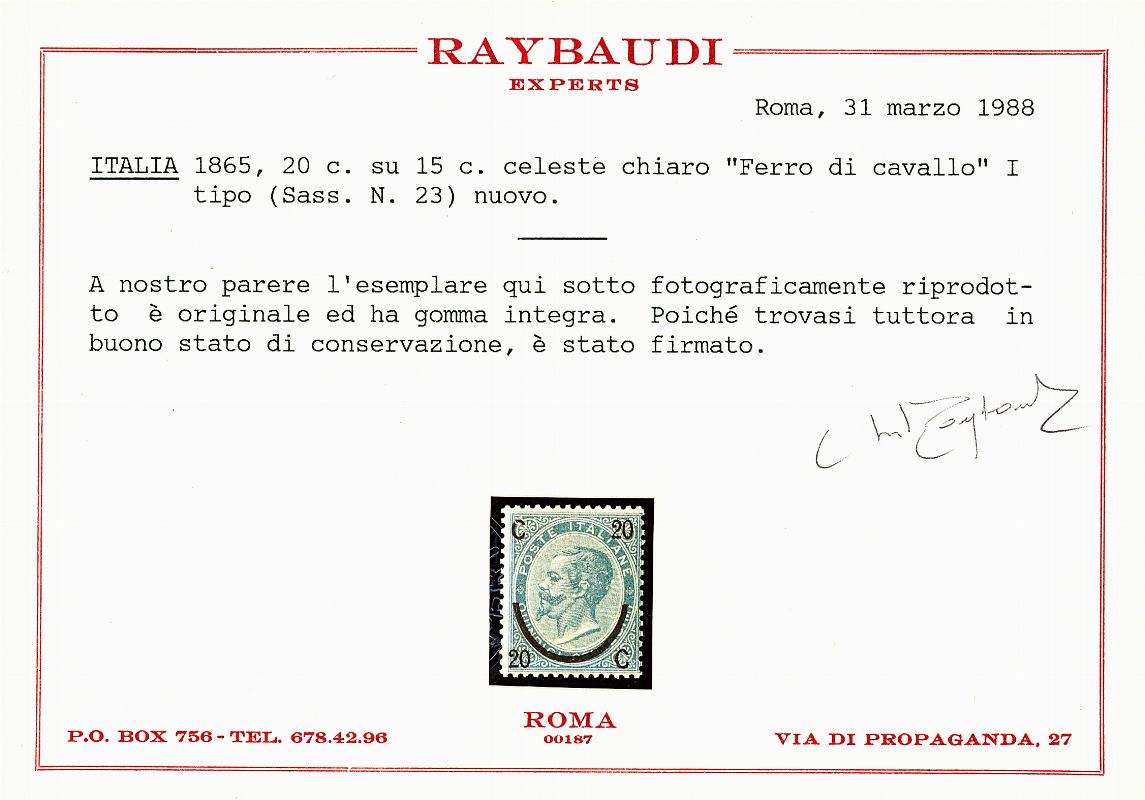 RAYBAUDI
EXPERTS
Roma, 31 marzo 1988
ITALIA 1865, 20 c. su 15 c. celeste chiaro "Ferro di cavallo" I
tipo (Sass. N. 23) nuovo.
A nostro parere l'esemplare qui sotto fotograficamente riprodot-
to è originale ed ha gomma integra. Poiché trovasi tuttora in
buono stato di conservazione, è stato firmato.
C 20
POSTE ITALIANE
20 C
ROMA
00187
P.O. BOX 756 - TEL. 678.42.96
VIA DI PROPAGANDA, 27